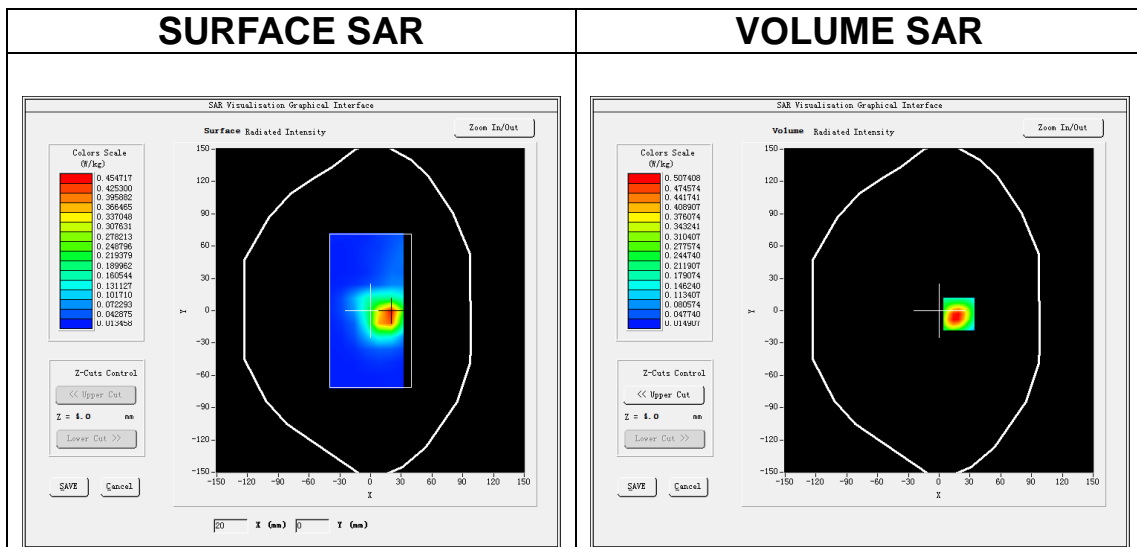 SURFACE SAR
VOLUME SAR
SAR Visualisation Graphical Interface
Surface Radiated Intensity
Zoom In/Out
Colors Scale
(W/kg)
0.454717
0.425300
0.395882
0.366465
0.337048
0.307631
0.278213
0.248796
0.219379
0.189962
0.160544
0.131127
0.101710
0.072293
0.042875
0.013458
150
120
90
60
30
0
-30
-60
-90
-120
-150
Y
-150 -120 -90 -60 -30 0 30 60 90 120 150
X
Z-Cuts Control
<< Upper Cut
Z = 4.0 mm
Lower Cut >>
SAVE Cancel
20 X (mm) 0 Y (mm)
SAR Visualisation Graphical Interface
Volume Radiated Intensity
Zoom In/Out
Colors Scale
(W/kg)
0.507408
0.474574
0.441741
0.408907
0.376074
0.343241
0.310407
0.277574
0.244740
0.211907
0.179074
0.146240
0.113407
0.080574
0.047740
0.014907
150
120
90
60
30
0
-30
-60
-90
-120
-150
Y
-150 -120 -90 -60 -30 0 30 60 90 120 150
X
Z-Cuts Control
<< Upper Cut
Z = 4.0 mm
Lower Cut >>
SAVE Cancel